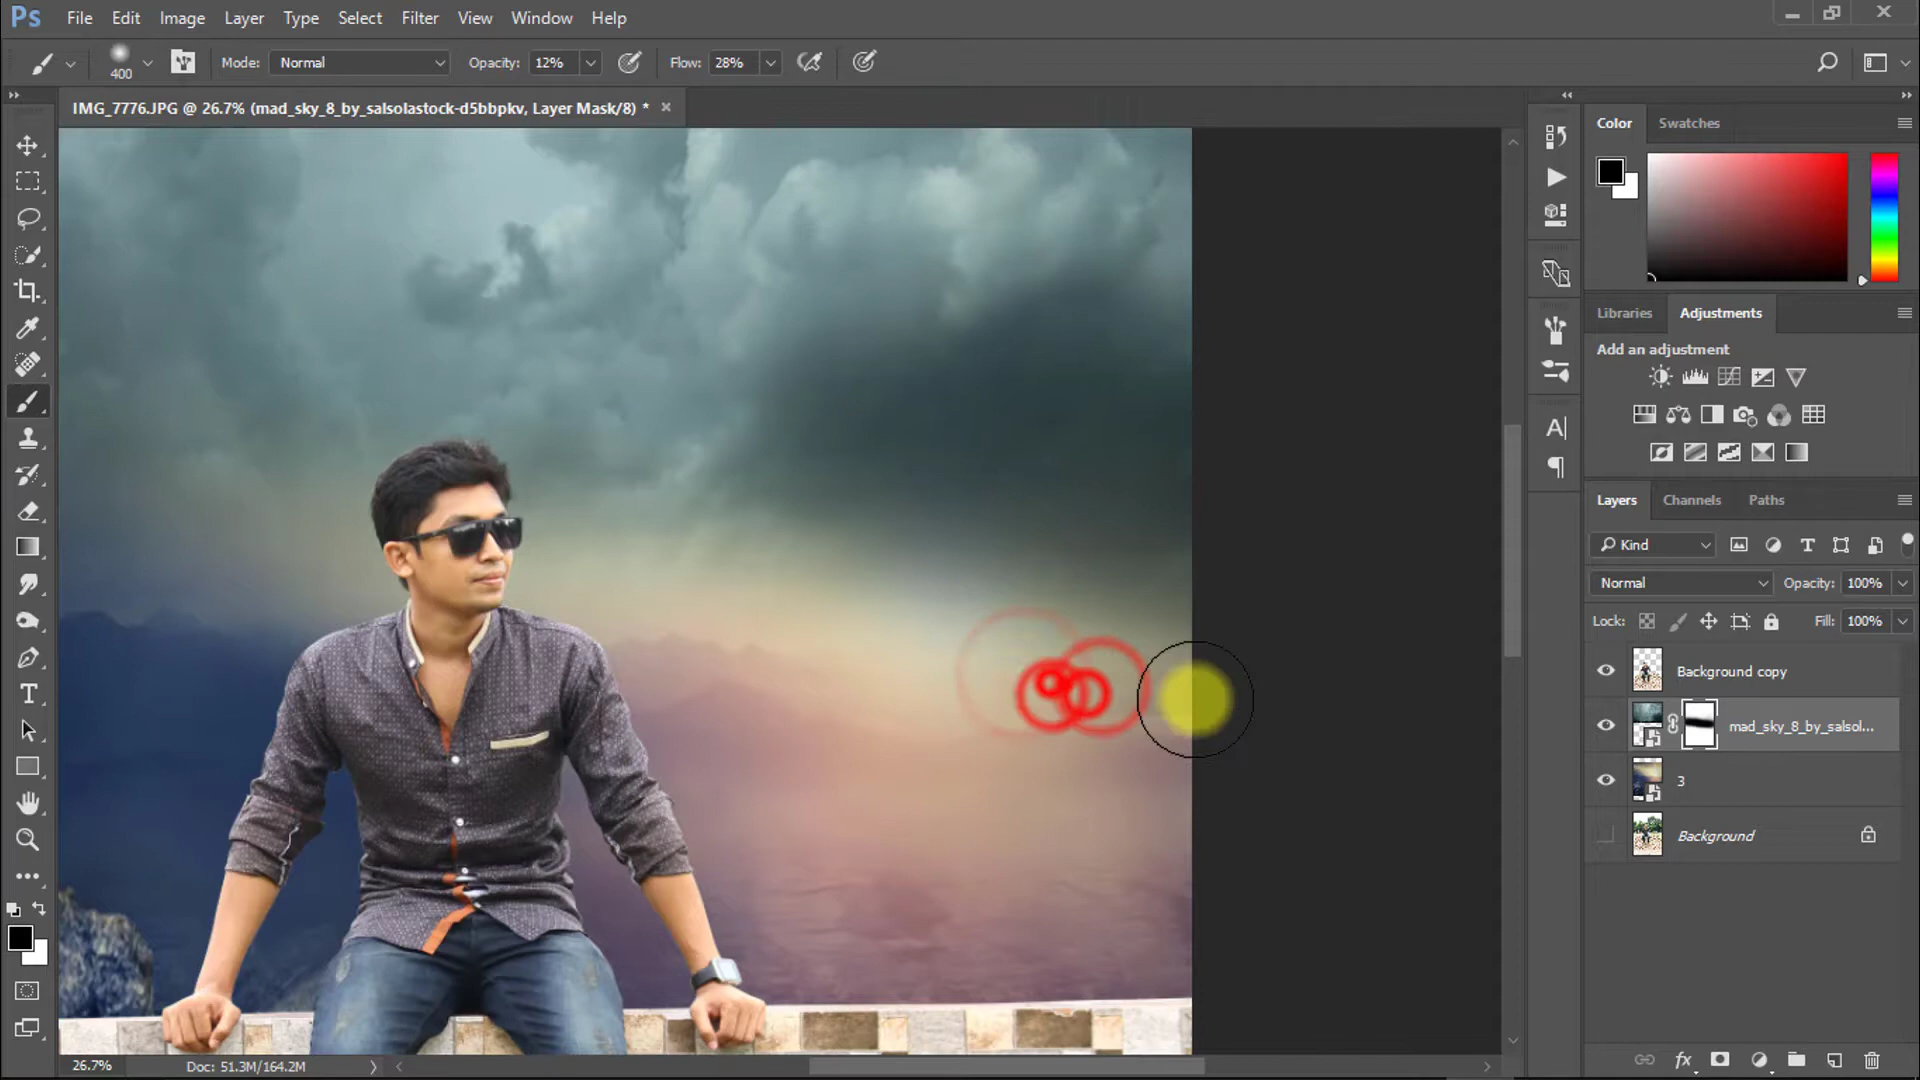 Ps File Edit Image Layer Type Select Filter View Window Help
400 Mode: Normal Opacity: 12% Flow: 28%
IMG_7776.JPG @ 26.7% (mad_sky_8_by_salsolastock-d5bbpkv, Layer Mask/8) *
Color Swatches
Libraries Adjustments
Add an adjustment
Layers Channels Paths
Kind
Normal Opacity: 100%
Lock: Fill: 100%
Background copy
mad_sky_8_by_salsol...
3
Background
26.7% Doc: 51.3M/164.2M